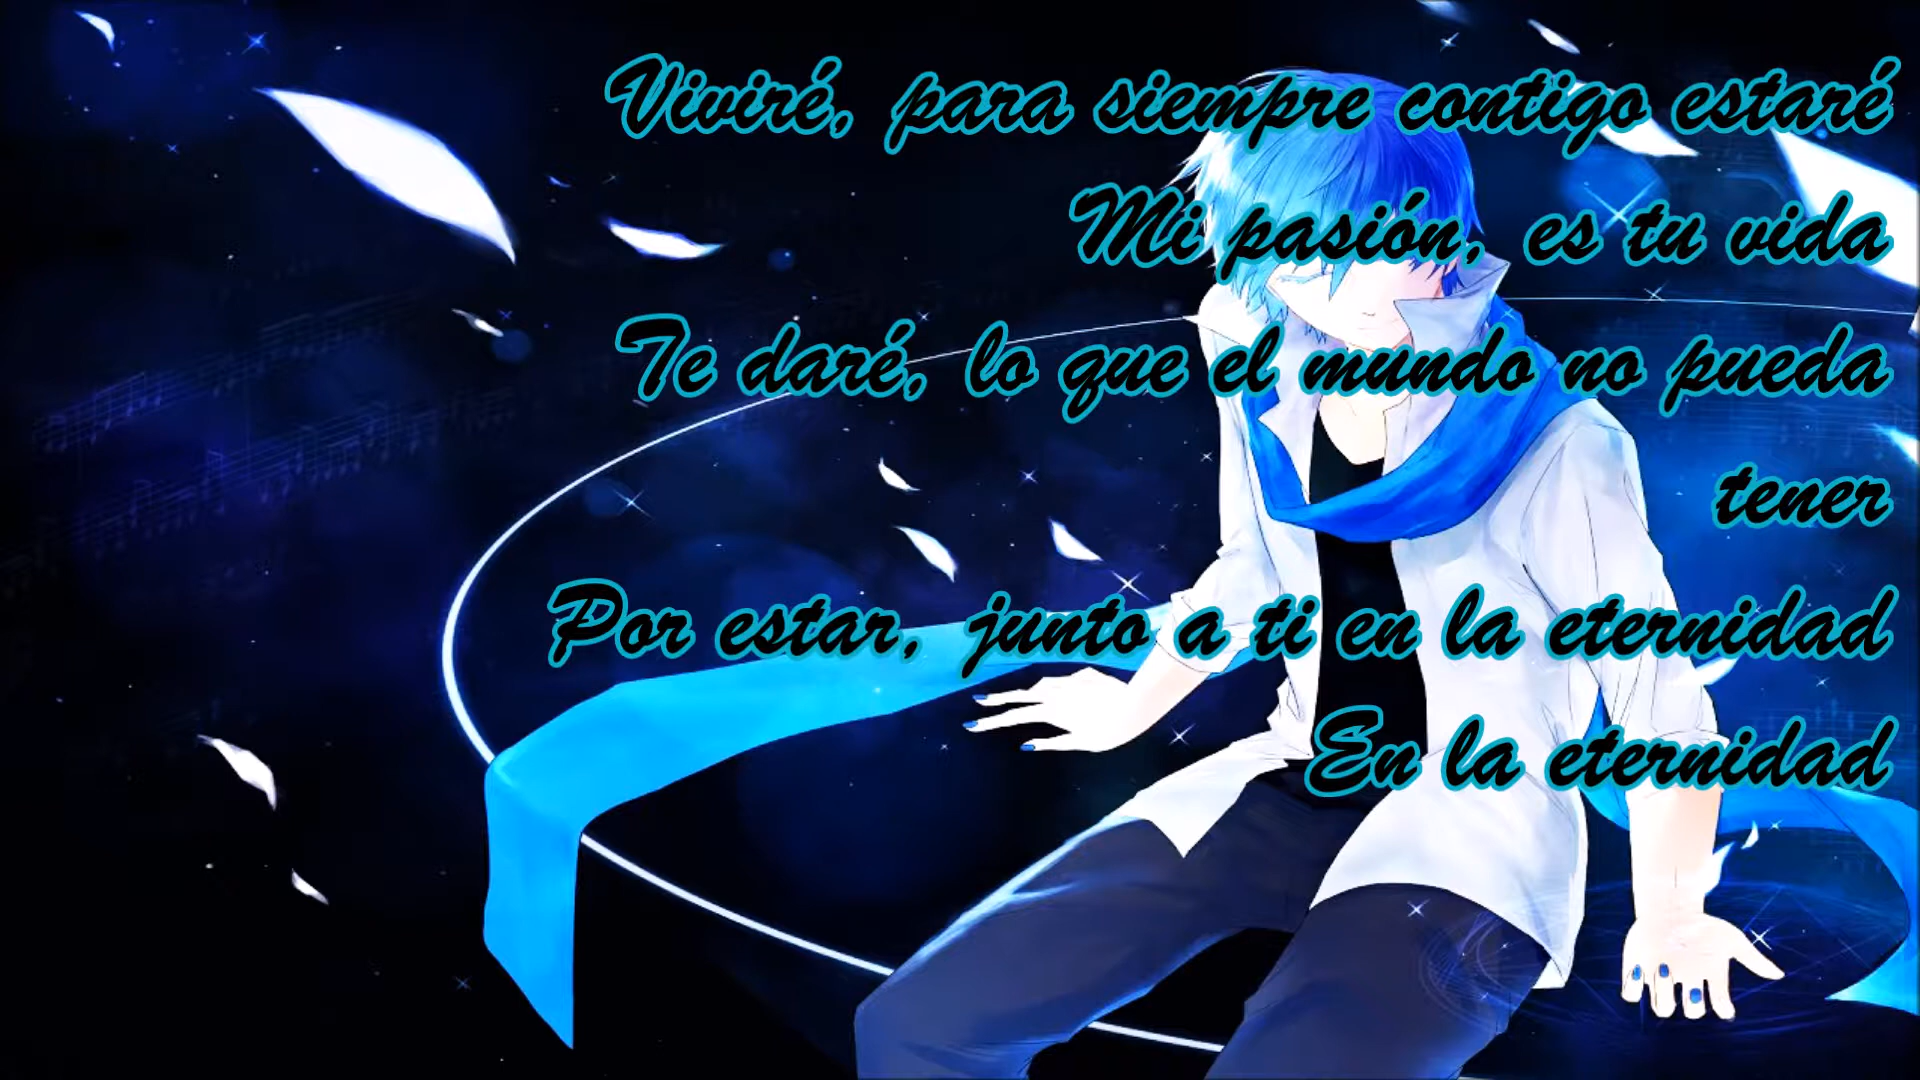 Viviré, para siempre contigo estaré
Mi pasión, es tu vida
Te daré, lo que el mundo no pueda
tener
Por estar, junto a ti en la eternidad
En la eternidad